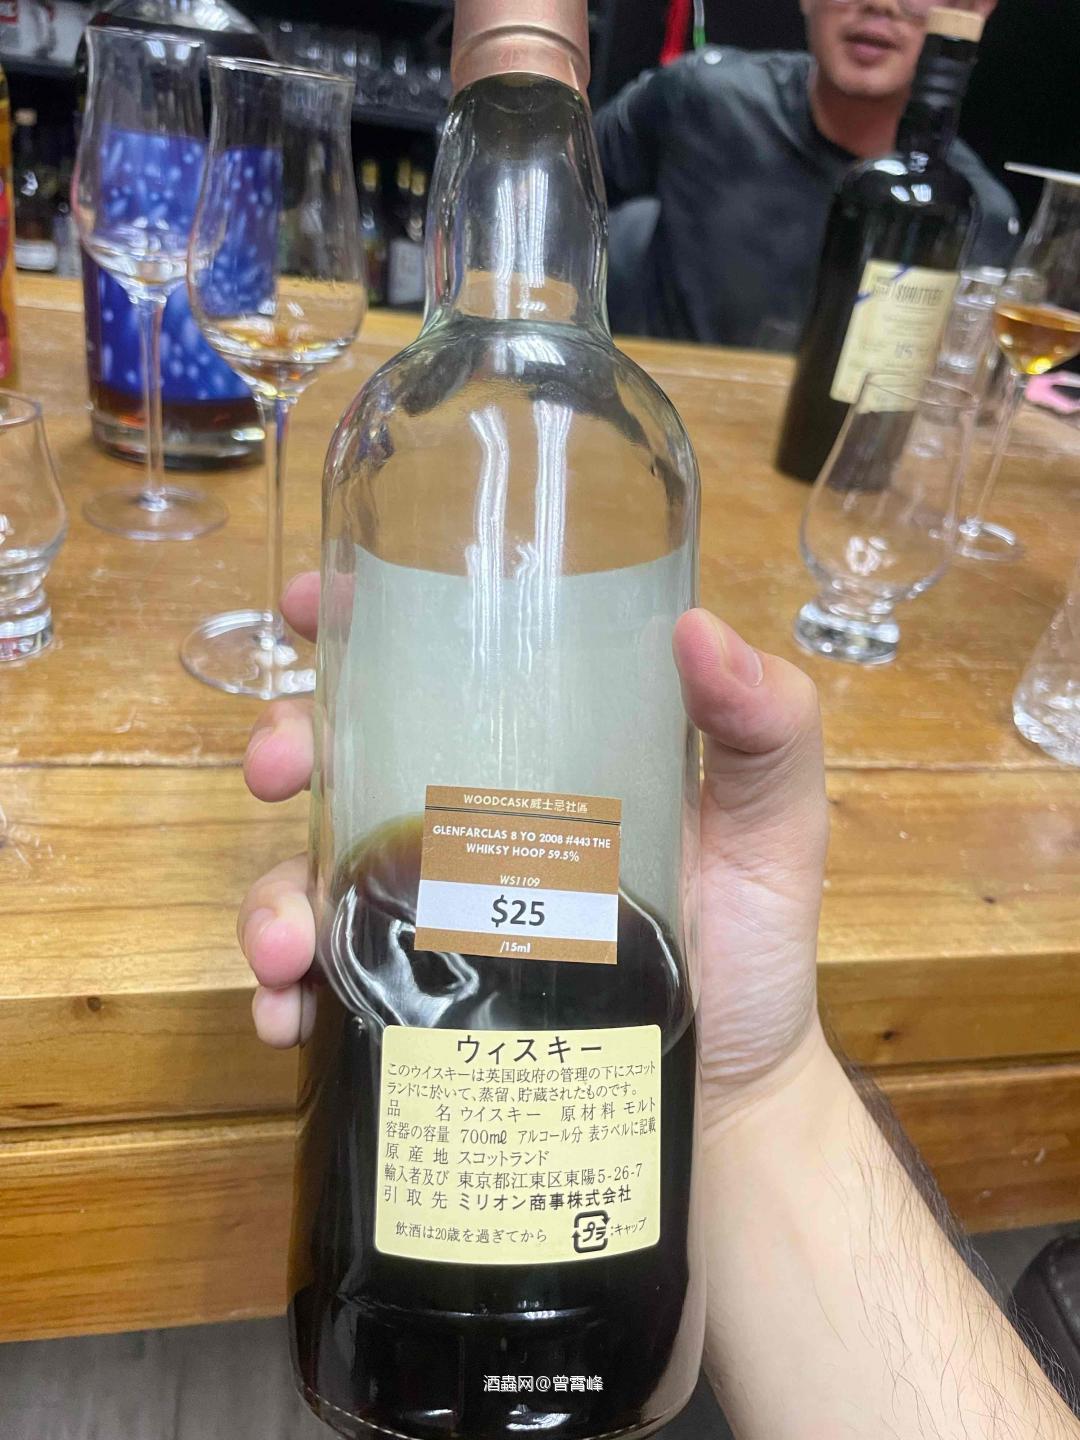 WOODCASK威士忌社區
GLENFARCLAS 8 YO 2008 #443 THE
WHIKSY HOOP 59.5%
WS1109
$25
/15ml
ウィスキー
このウイスキーは英国政府の管理の下にスコット
ランドに於いて、蒸留、貯蔵されたものです。
品 名 ウイスキー 原材料 モルト
容器の容量 700mℓ アルコール分 表ラベルに記載
原産地 スコットランド
輸入者及び 東京都江東区東陽5-26-7
引取先 ミリオン商事株式会社
飲酒は20歳を過ぎてから プラ:キャップ
酒蟲网@曾霄峰